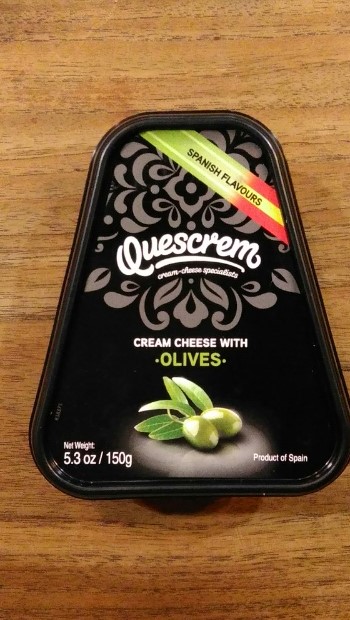 SPANISH FLAVOURS
Quescrem
cream-cheese specialists
CREAM CHEESE WITH
·OLIVES·
Net Weight:
5.3 oz / 150g
Product of Spain